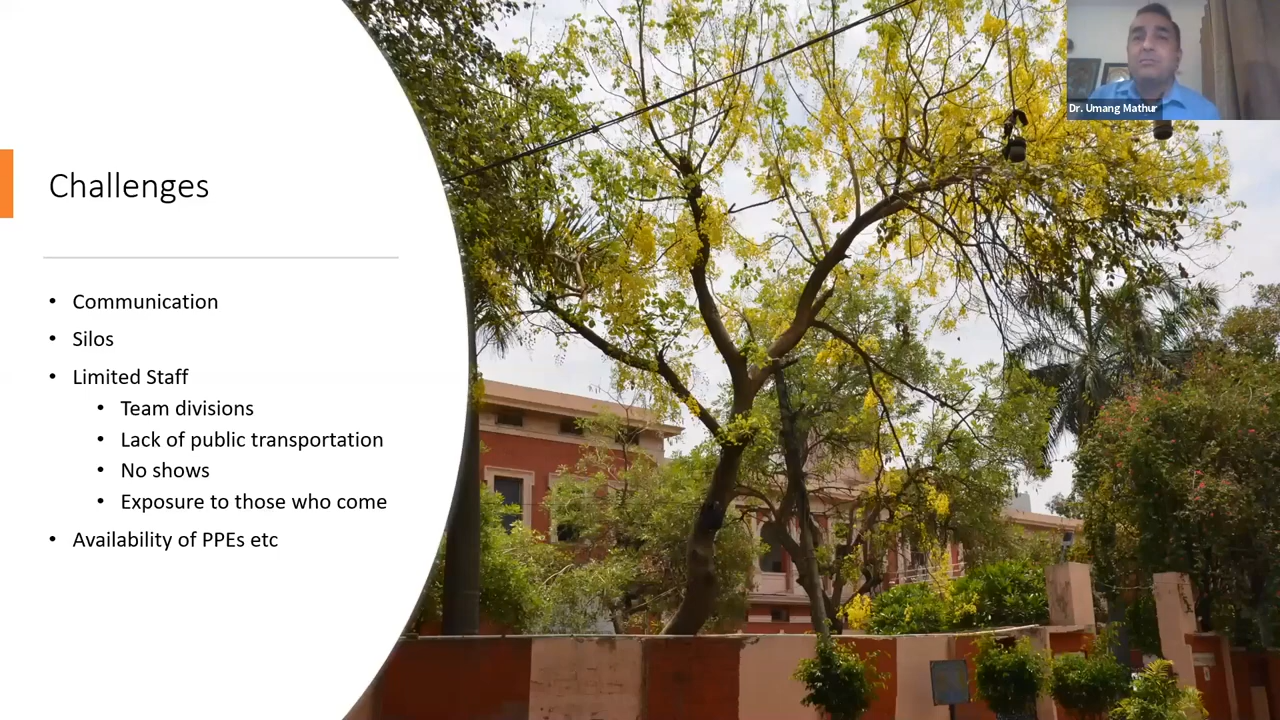 Dr. Umang Mathur
Challenges
• Communication
• Silos
• Limited Staff
• Team divisions
• Lack of public transportation
• No shows
• Exposure to those who come
• Availability of PPEs etc